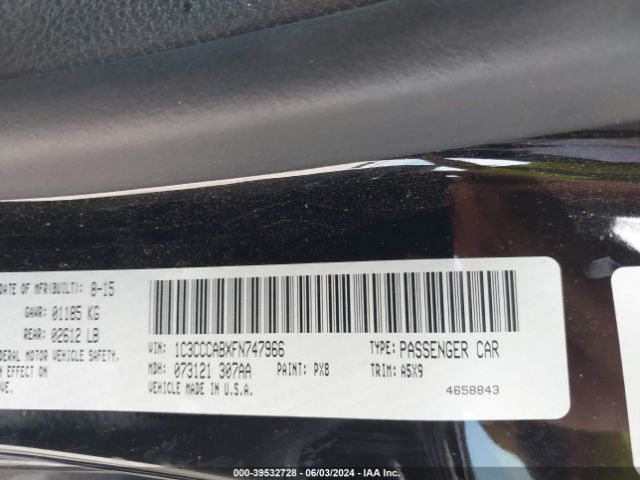 DATE OF MFR(BUILT): 8-15
GAWR: 01185 KG
REAR: 02612 LB
MOTOR VEHICLE SAFETY,
EFFECT ON
VIN: 1C3CCCABXFN747966
TYPE: PASSENGER CAR
MDH: 073121 307AA
PAINT: PX8
TRIM: A5X9
VEHICLE MADE IN U.S.A.
4658843
000-39532728 - 06/03/2024 - IAA Inc.